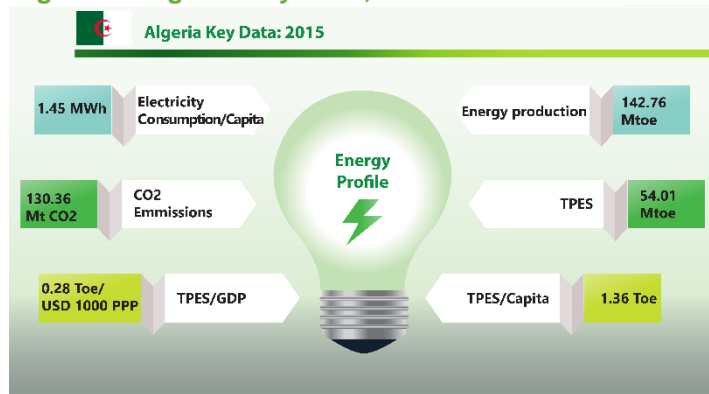 Algeria Key Data: 2015
1.45 MWh
Electricity
Consumption/Capita
Energy production
142.76
Mtoe
Energy
Profile
130.36
Mt CO2
CO2
Emmissions
TPES
54.01
Mtoe
0.28 Toe/
USD 1000 PPP
TPES/GDP
TPES/Capita
1.36 Toe